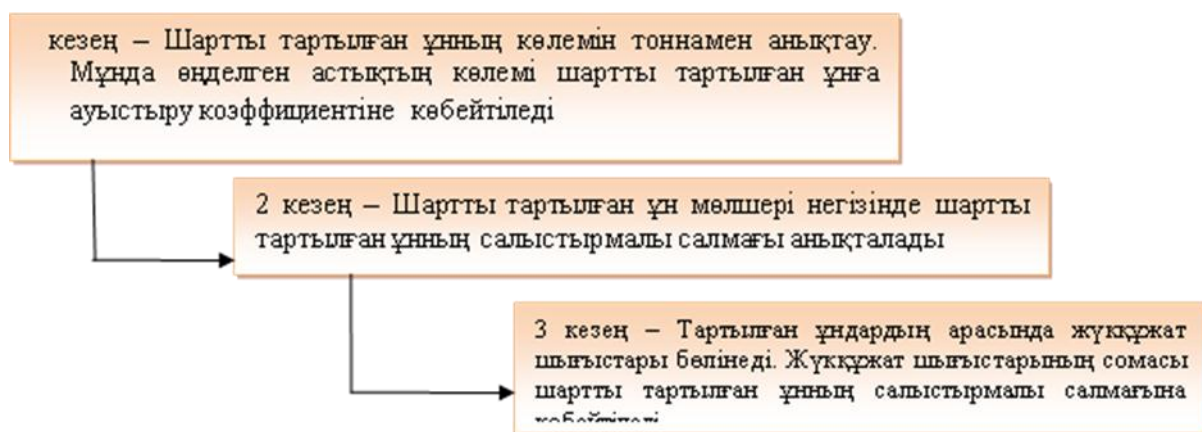 кезең – Шартты тартылған ұнның көлемін тоннамен анықтау.
Мұнда өңделген астықтың көлемі шартты тартылған ұнға
ауыстыру коэффициентіне көбейтіледі
2 кезең – Шартты тартылған ұн мөлшері негізінде шартты
тартылған ұнның салыстырмалы салмағы анықталады
3 кезең – Тартылған ұндардың арасында жүкқұжат
шығыстары бөлінеді. Жүкқұжат шығыстарының сомасы
шартты тартылған ұнның салыстырмалы салмағына